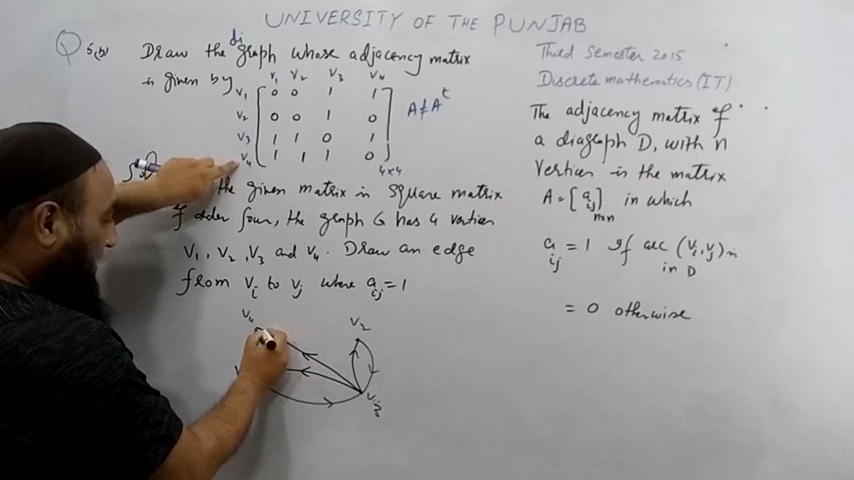 UNIVERSITY OF THE PUNJAB
Q 5(b) Draw the digraph whose adjacency matrix
is given by
V1 V2 V3 V4
V1 0 0 1 1
V2 0 0 1 0
V3 1 1 0 1
V4 1 1 1 0
4×4
A ≠ A^t
the given matrix is square matrix
of order four, the graph G has 4 vertices
V1, V2, V3 and V4. Draw an edge
from Vi to Vj where aij = 1
V4
V2
V3
Third Semester 2015
Discrete mathematics (IT)
The adjacency matrix of
a diagraph D, with n
vertices is the matrix
A = [aij] n×n in which
aij = 1 if arc (Vi, Vj) is
in D
= 0 otherwise